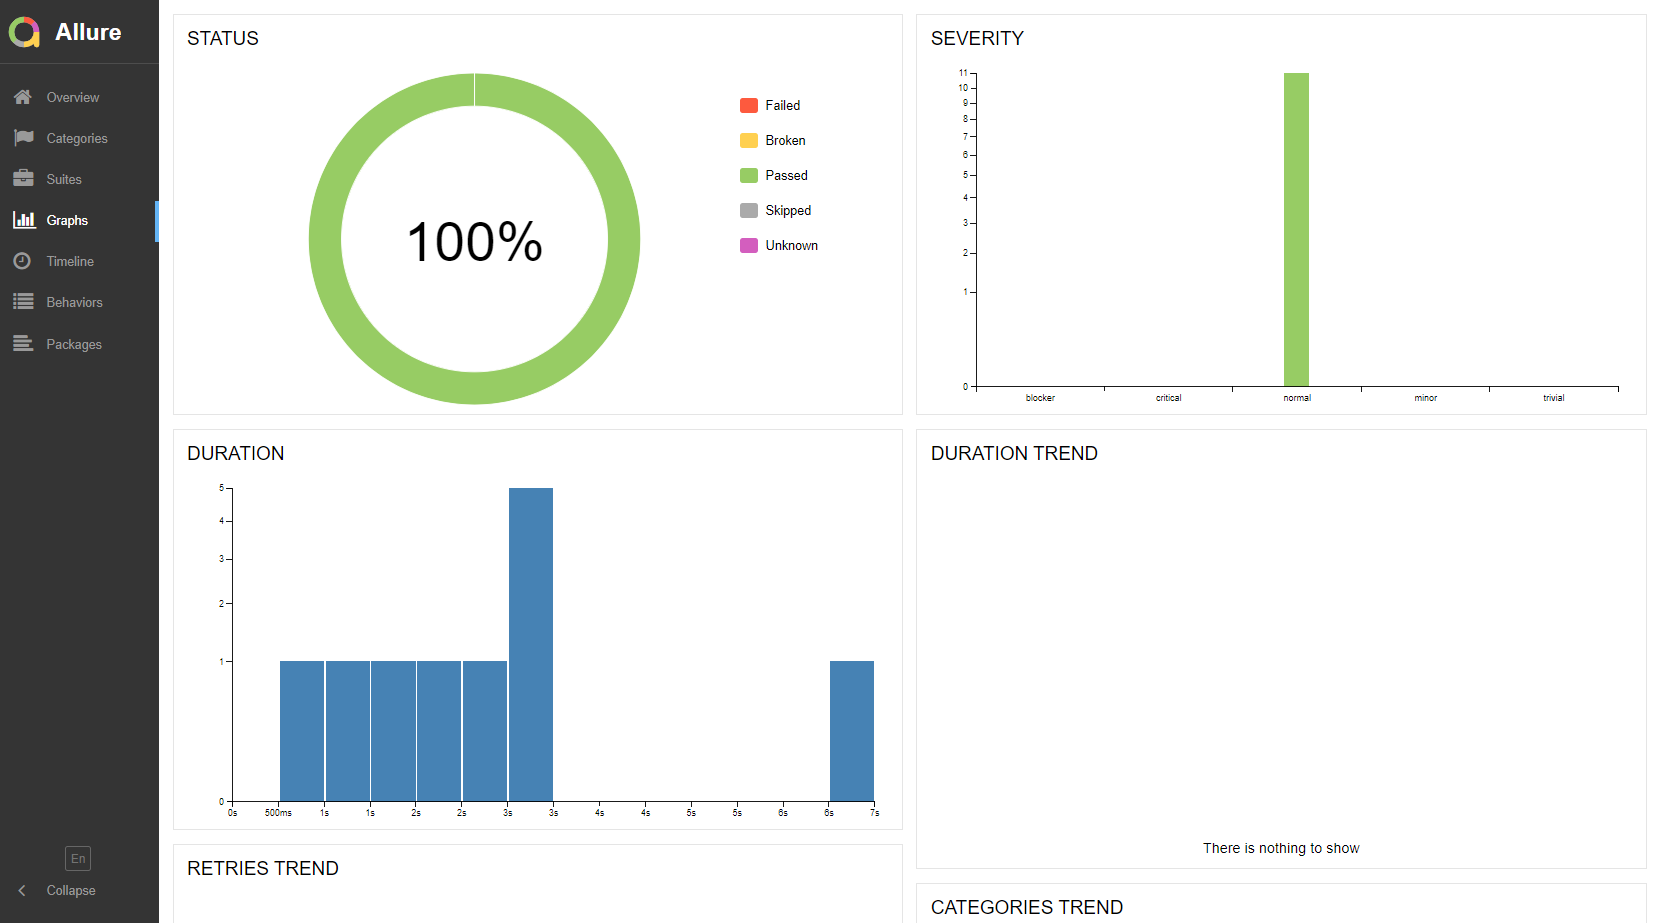 Allure
Overview
Categories
Suites
Graphs
Timeline
Behaviors
Packages
En
Collapse
STATUS
100%
Failed
Broken
Passed
Skipped
Unknown
SEVERITY
11
10
9
8
7
6
5
4
3
2
1
0
blocker critical normal minor trivial
DURATION
5
4
3
2
1
0
0s 500ms 1s 1s 2s 2s 3s 3s 4s 4s 5s 5s 6s 6s 7s
DURATION TREND
There is nothing to show
RETRIES TREND
CATEGORIES TREND